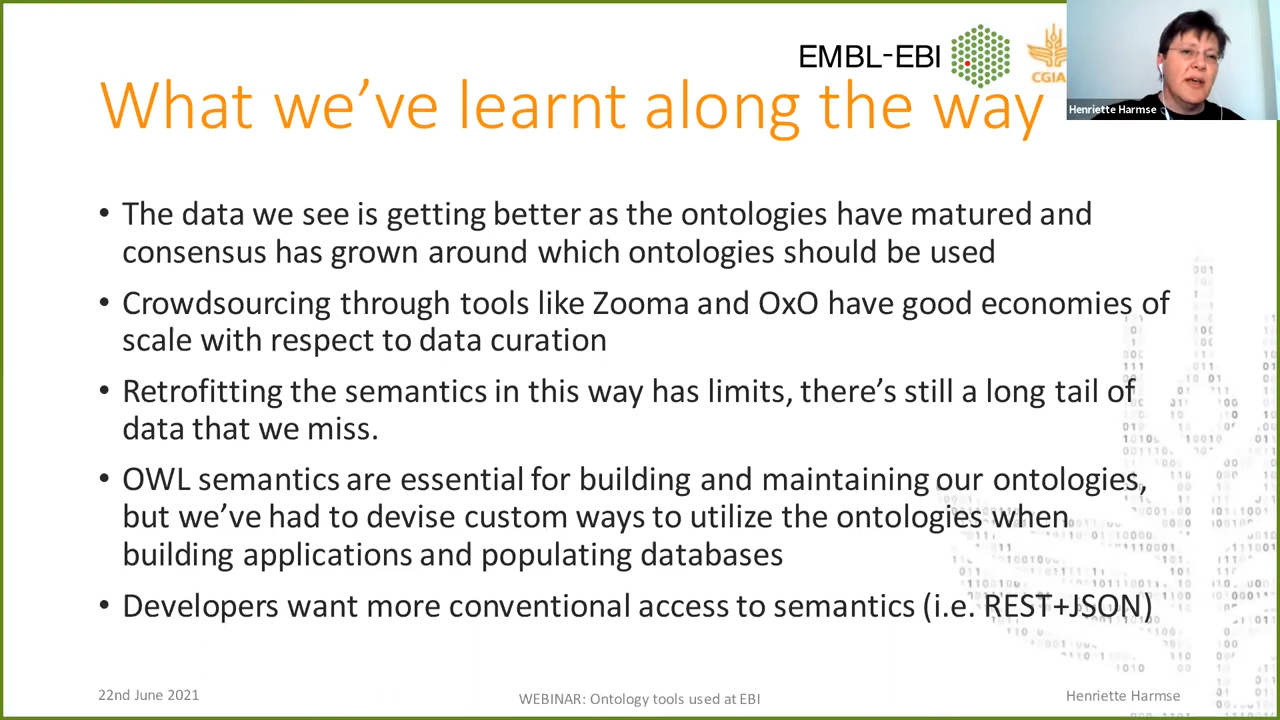 EMBL-EBI
CGIA
Henriette Harmse
What we’ve learnt along the way
• The data we see is getting better as the ontologies have matured and
consensus has grown around which ontologies should be used
• Crowdsourcing through tools like Zooma and OxO have good economies of
scale with respect to data curation
• Retrofitting the semantics in this way has limits, there’s still a long tail of
data that we miss.
• OWL semantics are essential for building and maintaining our ontologies,
but we’ve had to devise custom ways to utilize the ontologies when
building applications and populating databases
• Developers want more conventional access to semantics (i.e. REST+JSON)
22nd June 2021
WEBINAR: Ontology tools used at EBI
Henriette Harmse